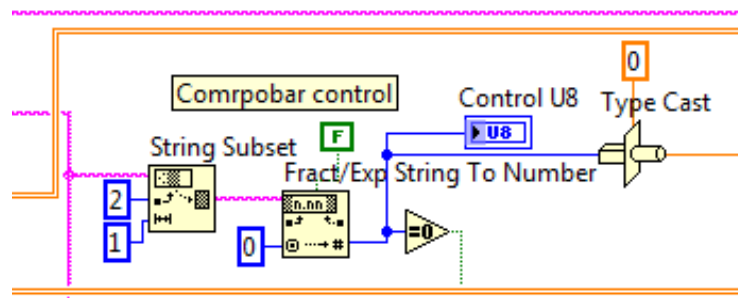 0
Comrpobar control
Control U8
Type Cast
F
U8
String Subset
Fract/Exp String To Number
n.nn
2
1
0
=0
#